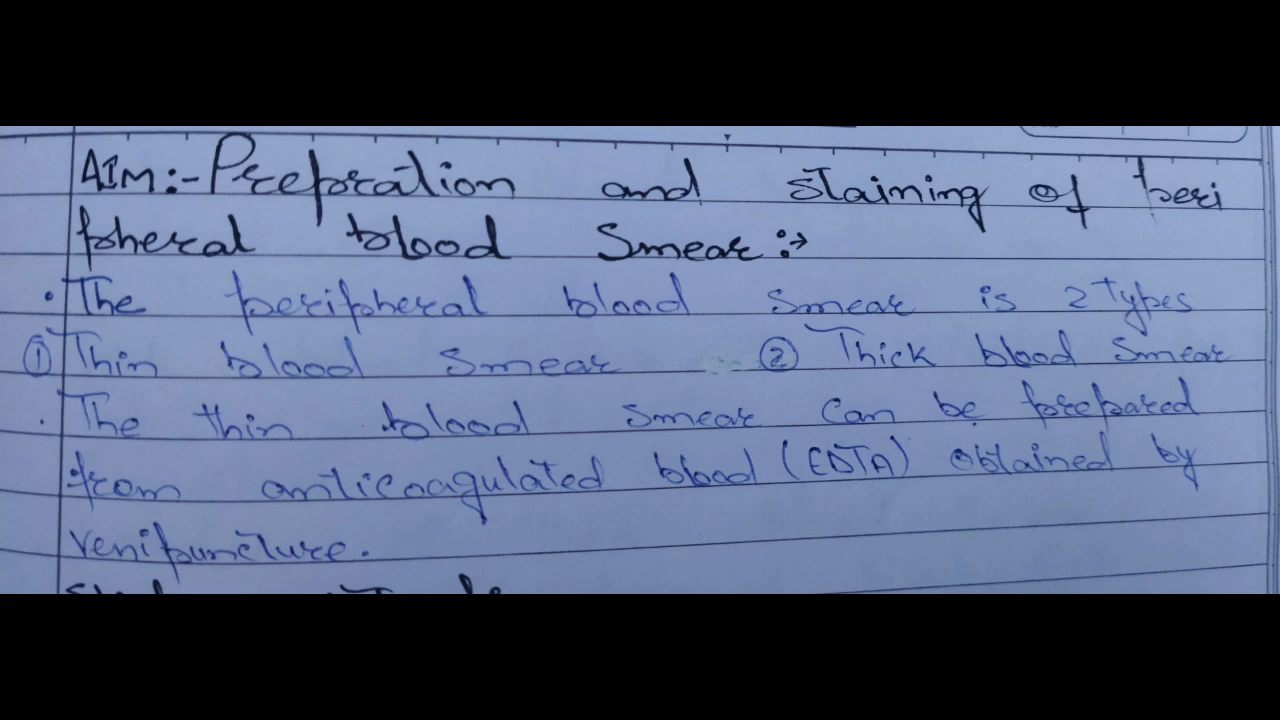 AIM:- Preparation and staining of peri
pheral blood smear:→
• The peripheral blood smear is 2 types
① Thin blood smear ② Thick blood smear
. The thin blood smear can be prepared
from anticoagulated blood (EDTA) obtained by
venipuncture.